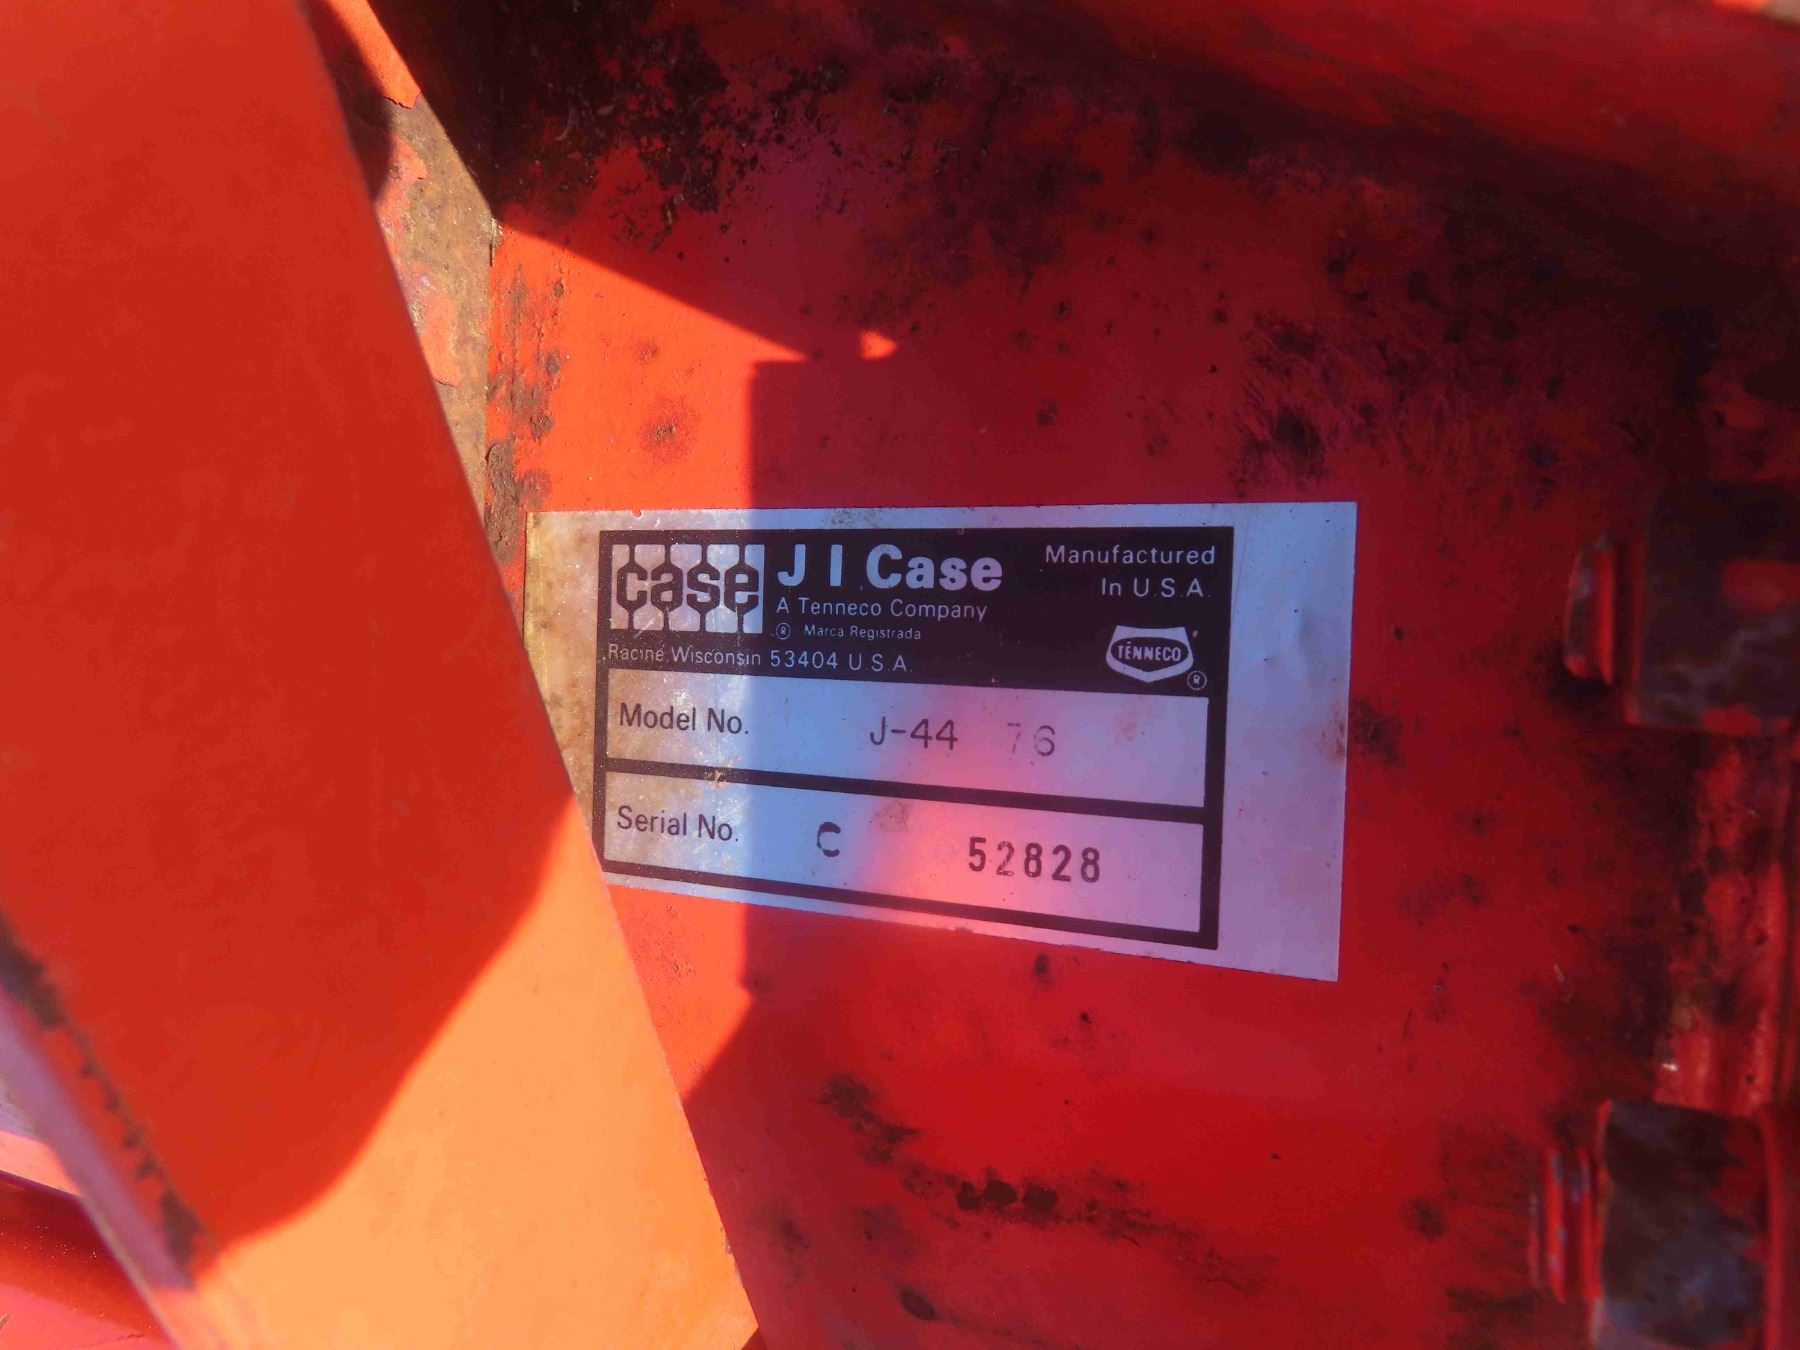 case
J I Case
A Tenneco Company
® Marca Registrada
Racine, Wisconsin 53404 U.S.A.
Manufactured
In U.S.A.
TENNECO
®
Model No. J-44 76
Serial No. C 52828